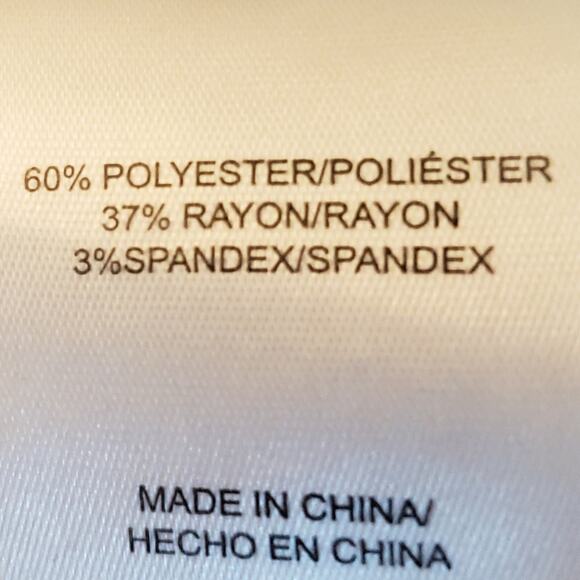 60% POLYESTER/POLIÉSTER
37% RAYON/RAYON
3%SPANDEX/SPANDEX
MADE IN CHINA/
HECHO EN CHINA